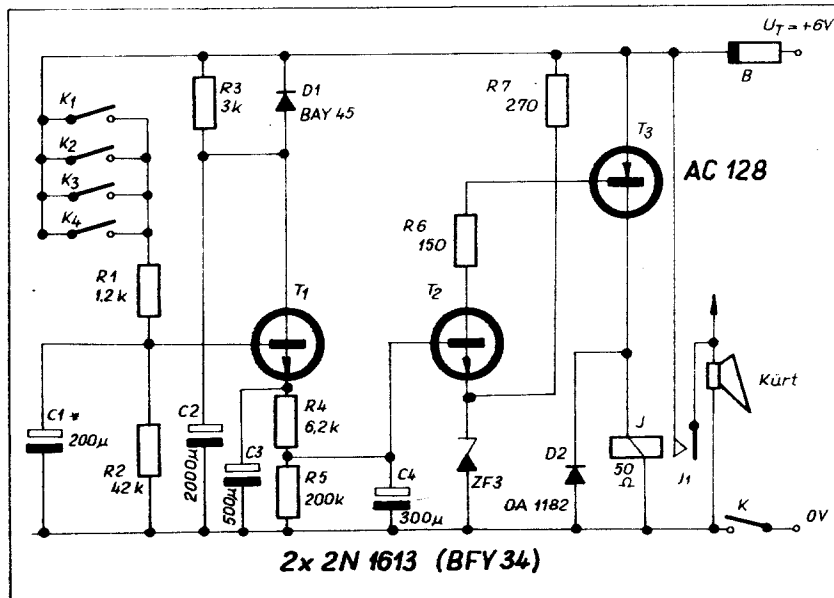 U_T = +6V
B
K1
K2
K3
K4
R3
3k
D1
BAY 45
R7
270
T3
AC 128
R1
1,2 k
T1
R6
150
T2
Kürt
C1 *
200µ
R2
42 k
C2
2000µ
C3
500µ
R4
6,2 k
R5
200k
C4
300µ
ZF3
D2
OA 1182
J
50
Ω
J1
K
0V
2x 2N 1613 (BFY 34)